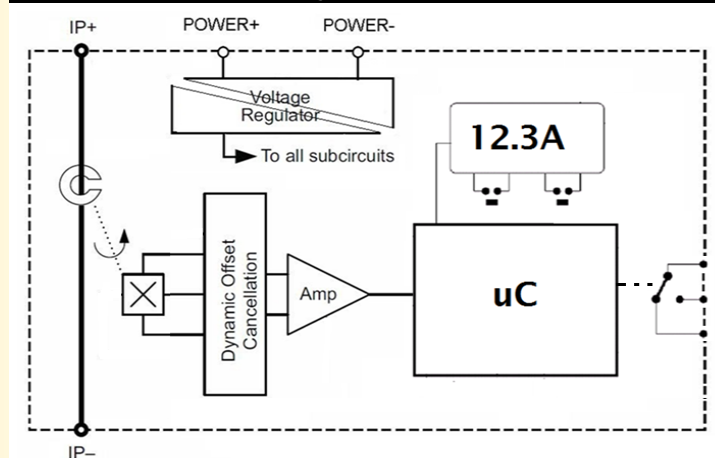 IP+
POWER+
POWER-
Voltage
Regulator
To all subcircuits
12.3A
Dynamic Offset
Cancellation
Amp
uC
IP–